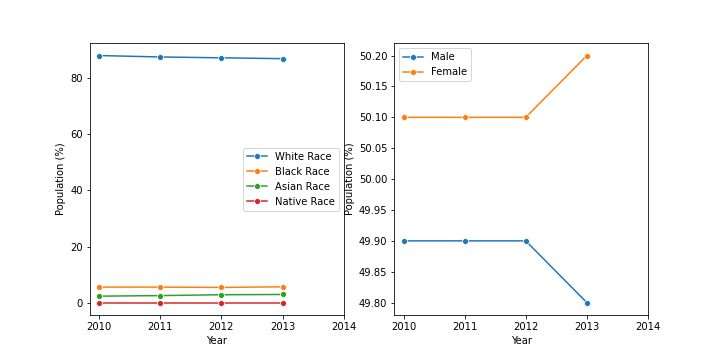 80
60
40
20
0
Population (%)
White Race
Black Race
Asian Race
Native Race
2010 2011 2012 2013 2014
Year
50.20
50.15
50.10
50.05
50.00
49.95
49.90
49.85
49.80
Population (%)
Male
Female
2010 2011 2012 2013 2014
Year